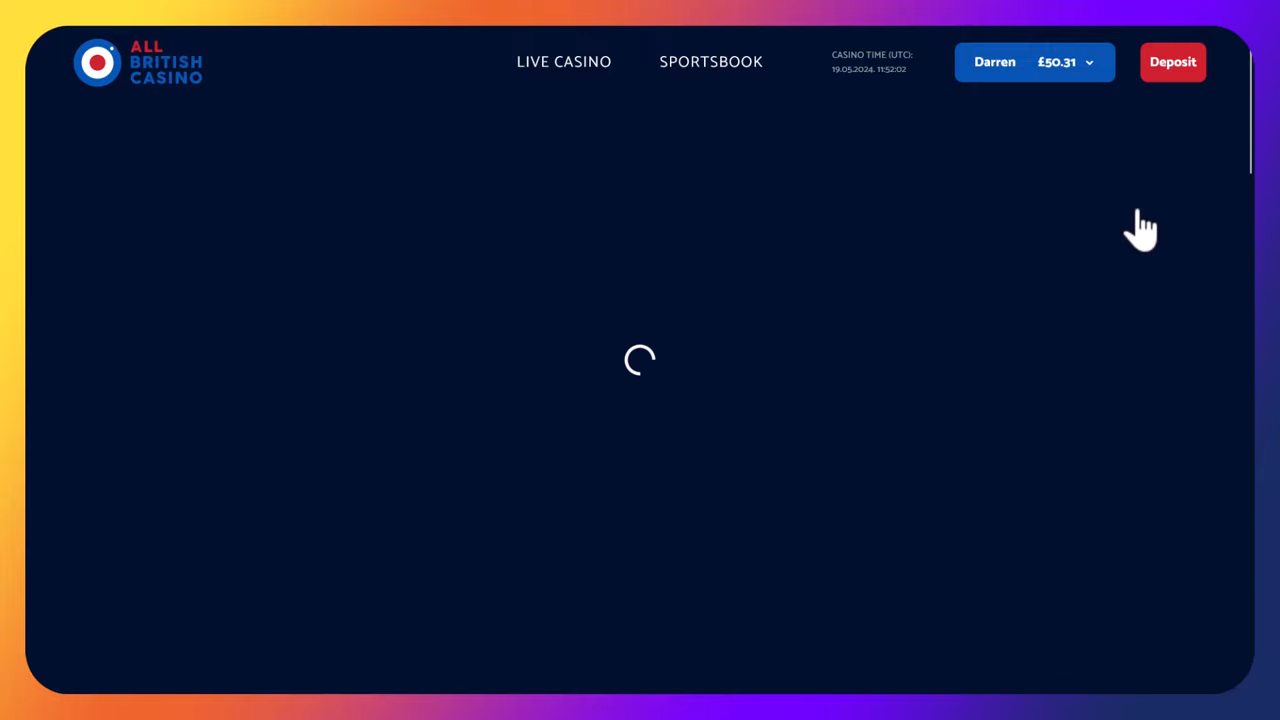 ALL
BRITISH
CASINO
LIVE CASINO
SPORTSBOOK
CASINO TIME (UTC):
19.05.2024. 11:52:02
Darren £50.31
Deposit